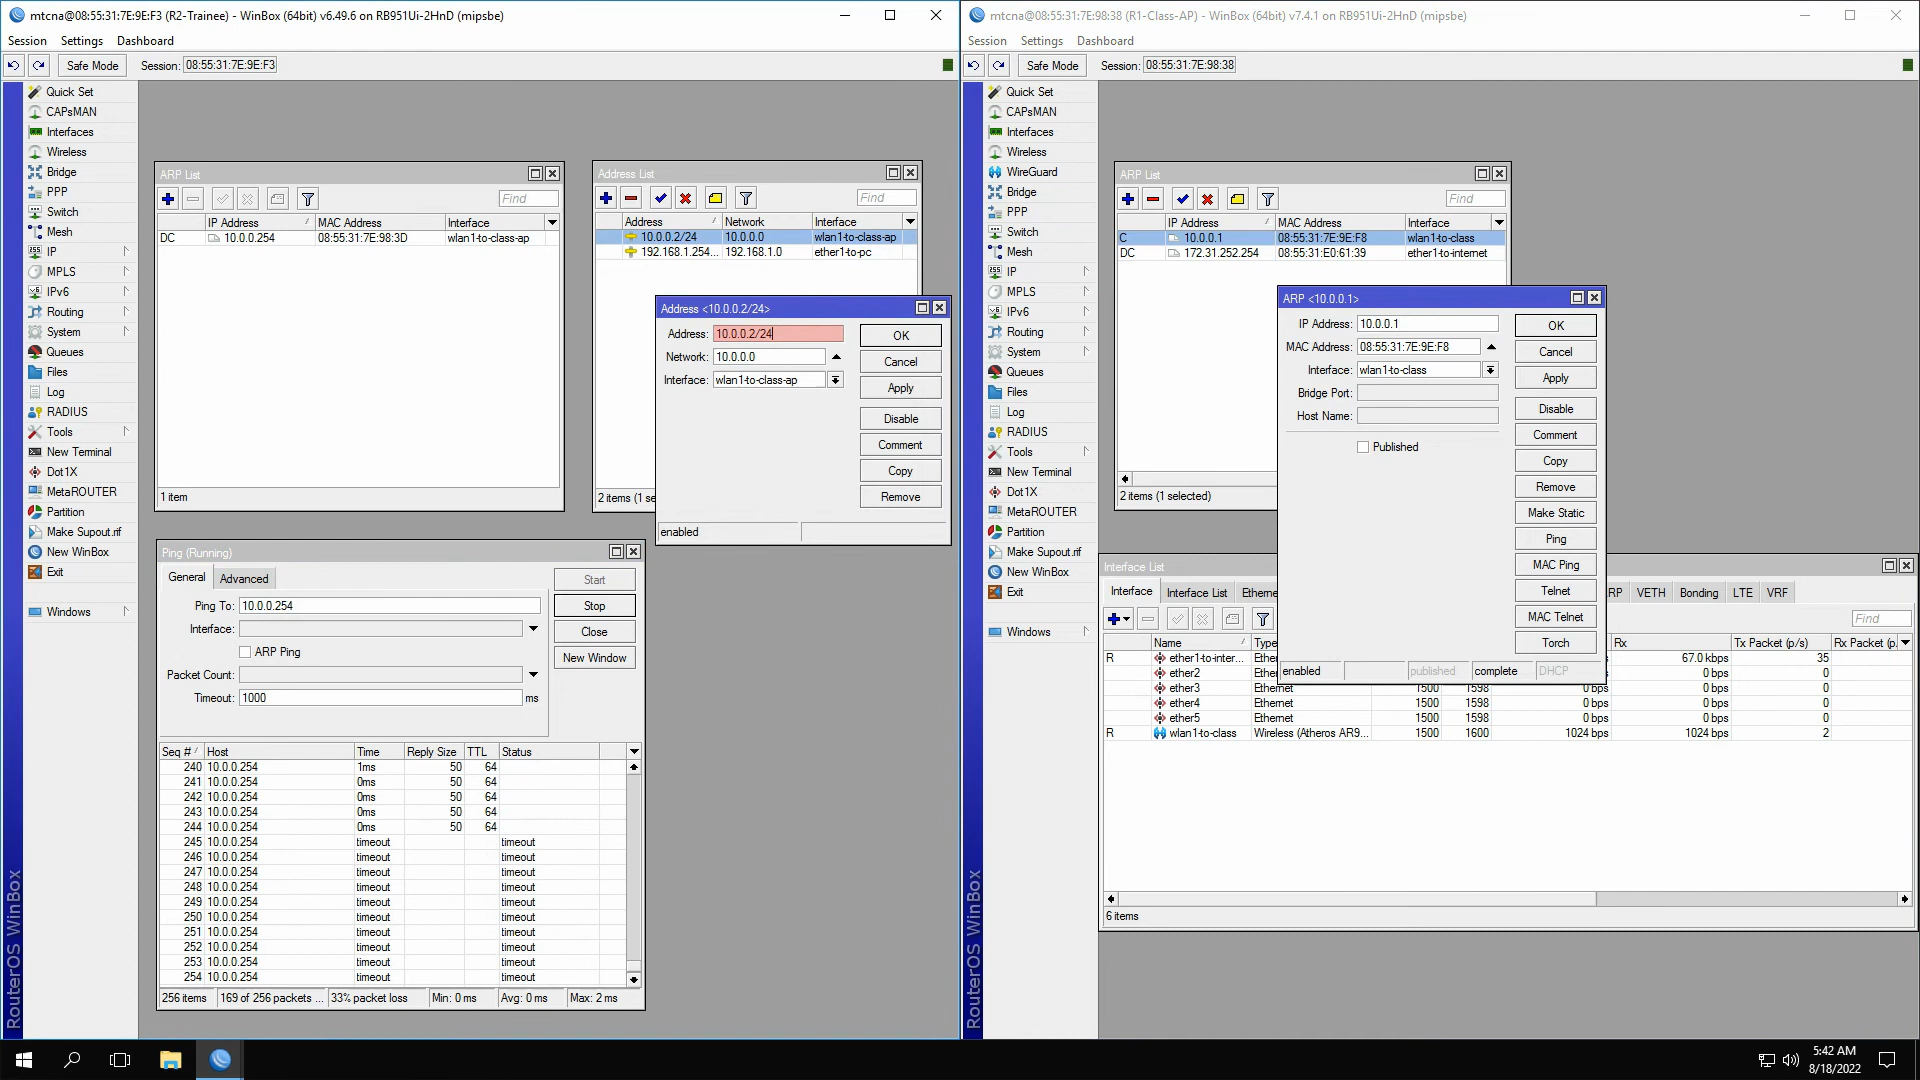 mtcna@08:55:31:7E:9E:F3 (R2-Trainee) - WinBox (64bit) v6.49.6 on RB951Ui-2HnD (mipsbe)
Session Settings Dashboard
Safe Mode Session: 08:55:31:7E:9E:F3
Quick Set
CAPsMAN
Interfaces
Wireless
Bridge
PPP
Switch
Mesh
IP
MPLS
IPv6
Routing
System
Queues
Files
Log
RADIUS
Tools
New Terminal
Dot1X
MetaROUTER
Partition
Make Supout.rif
New WinBox
Exit
Windows
RouterOS WinBox
ARP List
Find
IP Address MAC Address Interface
DC 10.0.0.254 08:55:31:7E:98:3D wlan1-to-class-ap
1 item
Address List
Find
Address Network Interface
10.0.0.2/24 10.0.0.0 wlan1-to-class-ap
192.168.1.254... 192.168.1.0 ether1-to-pc
2 items (1 se
Address <10.0.0.2/24>
Address: 10.0.0.2/24
Network: 10.0.0.0
Interface: wlan1-to-class-ap
OK
Cancel
Apply
Disable
Comment
Copy
Remove
enabled
Ping (Running)
General Advanced
Ping To: 10.0.0.254
Interface:
ARP Ping
Packet Count:
Timeout: 1000 ms
Start
Stop
Close
New Window
Seq # Host Time Reply Size TTL Status
240 10.0.0.254 1ms 50 64
241 10.0.0.254 0ms 50 64
242 10.0.0.254 0ms 50 64
243 10.0.0.254 0ms 50 64
244 10.0.0.254 0ms 50 64
245 10.0.0.254 timeout timeout
246 10.0.0.254 timeout timeout
247 10.0.0.254 timeout timeout
248 10.0.0.254 timeout timeout
249 10.0.0.254 timeout timeout
250 10.0.0.254 timeout timeout
251 10.0.0.254 timeout timeout
252 10.0.0.254 timeout timeout
253 10.0.0.254 timeout timeout
254 10.0.0.254 timeout timeout
256 items 169 of 256 packets ... 33% packet loss Min: 0 ms Avg: 0 ms Max: 2 ms
mtcna@08:55:31:7E:98:38 (R1-Class-AP) - WinBox (64bit) v7.4.1 on RB951Ui-2HnD (mipsbe)
Session Settings Dashboard
Safe Mode Session: 08:55:31:7E:98:38
Quick Set
CAPsMAN
Interfaces
Wireless
WireGuard
Bridge
PPP
Switch
Mesh
IP
MPLS
IPv6
Routing
System
Queues
Files
Log
RADIUS
Tools
New Terminal
Dot1X
MetaROUTER
Partition
Make Supout.rif
New WinBox
Exit
Windows
RouterOS WinBox
ARP List
Find
IP Address MAC Address Interface
C 10.0.0.1 08:55:31:7E:9E:F8 wlan1-to-class
DC 172.31.252.254 08:55:31:E0:61:39 ether1-to-internet
2 items (1 selected)
ARP <10.0.0.1>
IP Address: 10.0.0.1
MAC Address: 08:55:31:7E:9E:F8
Interface: wlan1-to-class
Bridge Port:
Host Name:
Published
OK
Cancel
Apply
Disable
Comment
Copy
Remove
Make Static
Ping
MAC Ping
Telnet
MAC Telnet
Torch
enabled published complete DHCP
Interface List
Interface Interface List Etherne RP VETH Bonding LTE VRF
Find
Name Type Rx Tx Packet (p/s) Rx Packet (p.
R ether1-to-inter... Ether 67.0 kbps 35
ether2 Ether 0 bps 0
ether3 Ethernet 1500 1598 0 bps 0 bps 0
ether4 Ethernet 1500 1598 0 bps 0 bps 0
ether5 Ethernet 1500 1598 0 bps 0 bps 0
R wlan1-to-class Wireless (Atheros AR9... 1500 1600 1024 bps 1024 bps 2
6 items
5:42 AM
8/18/2022